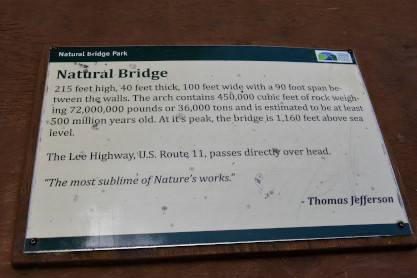 Natural Bridge Park
Natural Bridge
215 feet high, 40 feet thick, 100 feet wide with a 90 foot span be-
tween the walls. The arch contains 450,000 cubic feet of rock weigh-
ing 72,000,000 pounds or 36,000 tons and is estimated to be at least
500 million years old. At it's peak, the bridge is 1,160 feet above sea
level.
The Lee Highway, U.S. Route 11, passes directly over head.
“The most sublime of Nature's works.”
- Thomas Jefferson